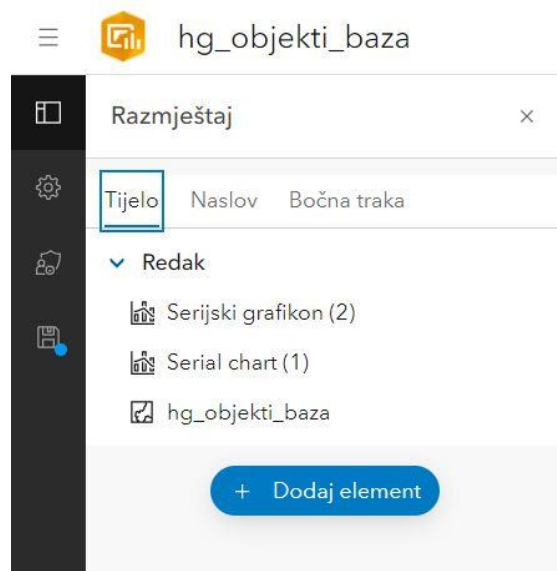 hg_objekti_baza
Razmještaj
Tijelo Naslov Bočna traka
Redak
Serijski grafikon (2)
Serial chart (1)
hg_objekti_baza
+ Dodaj element